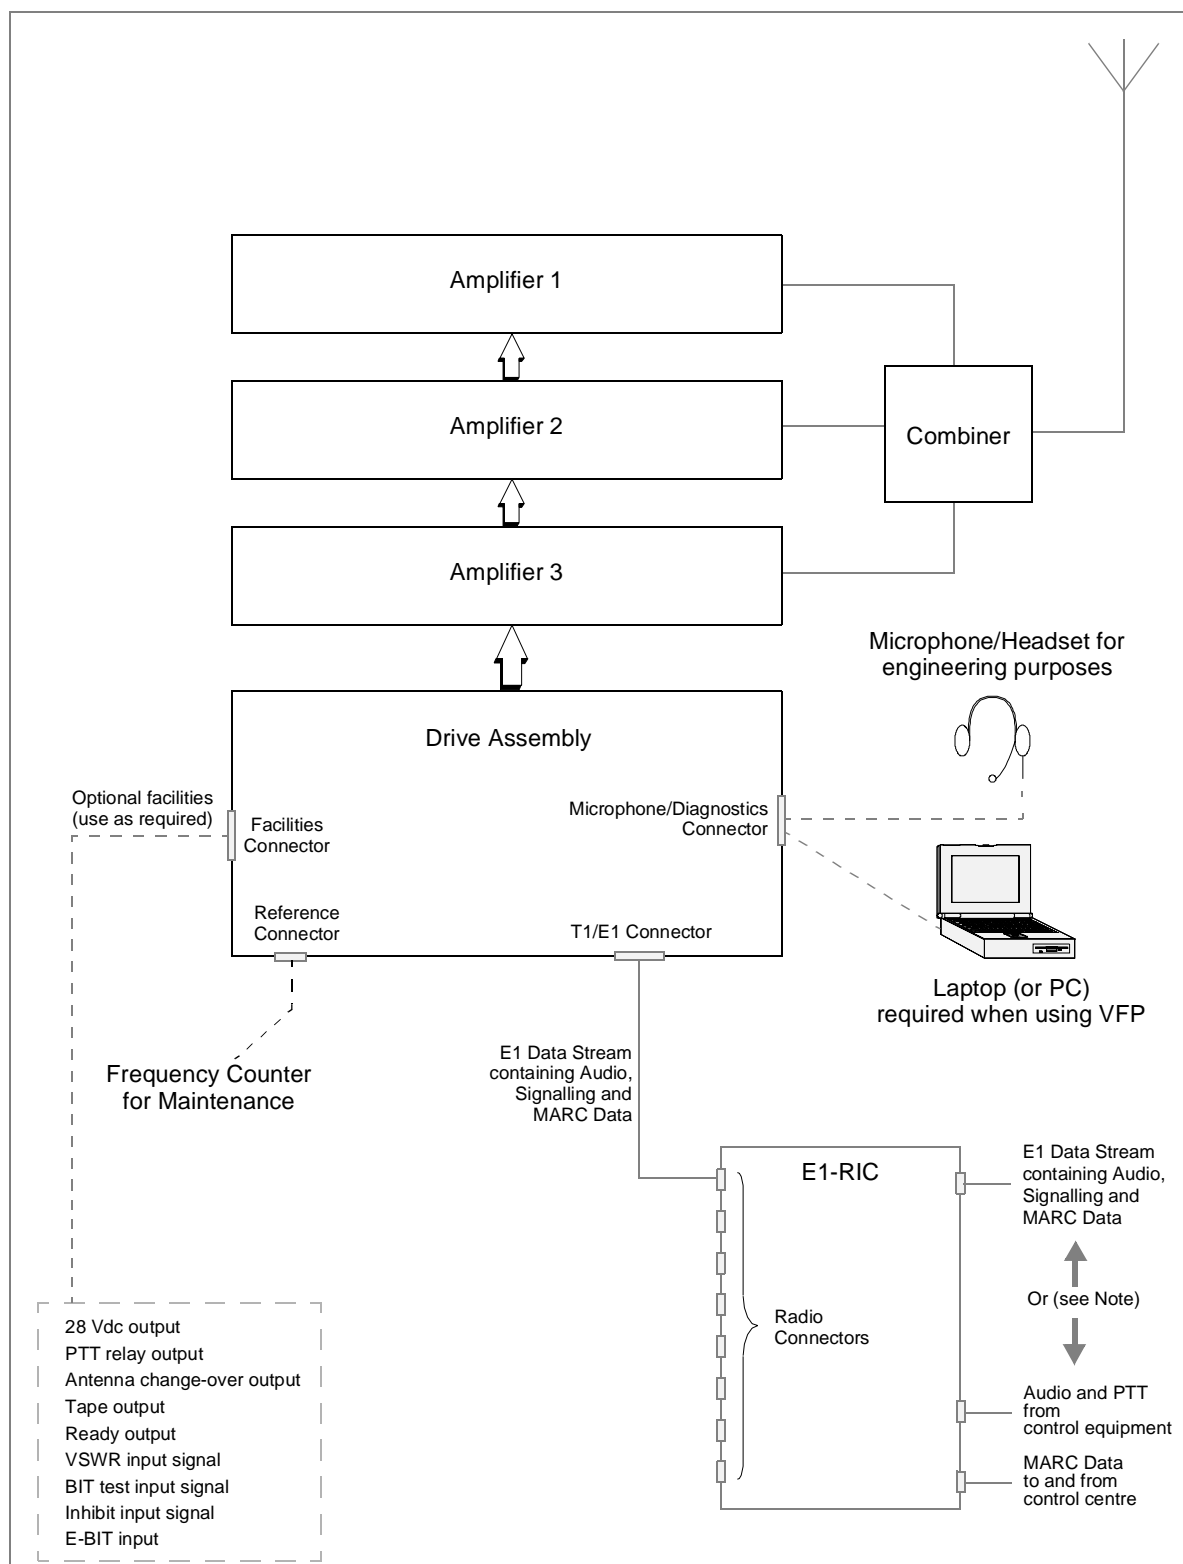 Amplifier 1
Amplifier 2
Combiner
Amplifier 3
Microphone/Headset for
engineering purposes
Drive Assembly
Optional facilities
(use as required)
Facilities
Connector
Microphone/Diagnostics
Connector
Reference
Connector
T1/E1 Connector
Laptop (or PC)
required when using VFP
Frequency Counter
for Maintenance
E1 Data Stream
containing Audio,
Signalling and
MARC Data
E1-RIC
E1 Data Stream
containing Audio,
Signalling and
MARC Data
Or (see Note)
Radio
Connectors
Audio and PTT
from
control equipment
MARC Data
to and from
control centre
28 Vdc output
PTT relay output
Antenna change-over output
Tape output
Ready output
VSWR input signal
BIT test input signal
Inhibit input signal
E-BIT input